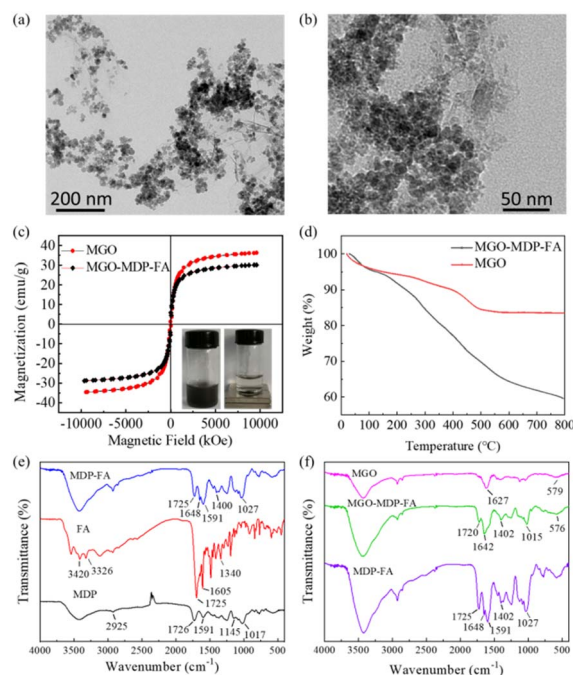 (a)
200 nm
(b)
50 nm
(c)
MGO
MGO-MDP-FA
Magnetization (emu/g)
40
30
20
10
0
-10
-20
-30
-40
-10000 -5000 0 5000 10000
Magnetic Field (kOe)
(d)
MGO-MDP-FA
MGO
Weight (%)
100
90
80
70
60
0 100 200 300 400 500 600 700 800
Temperature (°C)
(e)
MDP-FA
1725
1648
1591
1400
1027
FA
3420
3326
1725
1605
1340
MDP
2925
1726
1591
1145
1017
Transmittance (%)
4000 3000 2000 1000
Wavenumber (cm-1)
(f)
MGO
1627
579
MGO-MDP-FA
1720
1642
1402
1015
576
MDP-FA
1725
1648
1591
1402
1027
Transmittance (%)
4000 3500 3000 2500 2000 1500 1000 500
Wavenumber (cm-1)